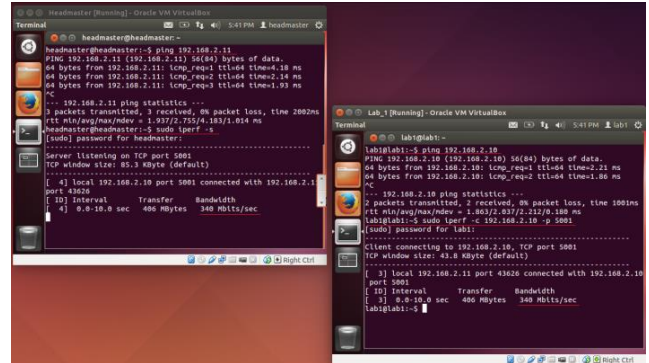 Headmaster [Running] - Oracle VM VirtualBox
Terminal
5:41 PM headmaster
headmaster@headmaster: ~
headmaster@headmaster:~$ ping 192.168.2.11
PING 192.168.2.11 (192.168.2.11) 56(84) bytes of data.
64 bytes from 192.168.2.11: icmp_req=1 ttl=64 time=4.18 ms
64 bytes from 192.168.2.11: icmp_req=2 ttl=64 time=2.14 ms
64 bytes from 192.168.2.11: icmp_req=3 ttl=64 time=1.93 ms
^C
--- 192.168.2.11 ping statistics ---
3 packets transmitted, 3 received, 0% packet loss, time 2002ms
rtt min/avg/max/mdev = 1.937/2.755/4.183/1.014 ms
headmaster@headmaster:~$ sudo iperf -s
[sudo] password for headmaster:
------------------------------------------------------------
Server listening on TCP port 5001
TCP window size: 85.3 KByte (default)
------------------------------------------------------------
[  4] local 192.168.2.10 port 5001 connected with 192.168.2.1
port 43626
[ ID] Interval       Transfer     Bandwidth
[  4]  0.0-10.0 sec   406 MBytes   340 Mbits/sec
Right Ctrl
Lab_1 [Running] - Oracle VM VirtualBox
Terminal
5:41 PM lab1
lab1@lab1: ~
lab1@lab1:~$ ping 192.168.2.10
PING 192.168.2.10 (192.168.2.10) 56(84) bytes of data.
64 bytes from 192.168.2.10: icmp_req=1 ttl=64 time=2.21 ms
64 bytes from 192.168.2.10: icmp_req=2 ttl=64 time=1.86 ms
^C
--- 192.168.2.10 ping statistics ---
2 packets transmitted, 2 received, 0% packet loss, time 1001ms
rtt min/avg/max/mdev = 1.863/2.037/2.212/0.180 ms
lab1@lab1:~$ sudo iperf -c 192.168.2.10 -p 5001
[sudo] password for lab1:
------------------------------------------------------------
Client connecting to 192.168.2.10, TCP port 5001
TCP window size: 43.8 KByte (default)
------------------------------------------------------------
[  3] local 192.168.2.11 port 43626 connected with 192.168.2.10
port 5001
[ ID] Interval       Transfer     Bandwidth
[  3]  0.0-10.0 sec   406 MBytes   340 Mbits/sec
lab1@lab1:~$
Right Ctrl